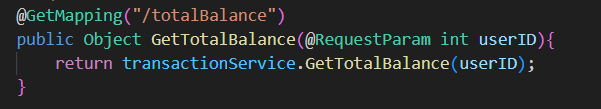 @GetMapping("/totalBalance")
public Object GetTotalBalance(@RequestParam int userID){
    return transactionService.GetTotalBalance(userID);
}